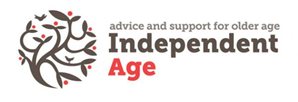 advice and support for older age
Independent
Age